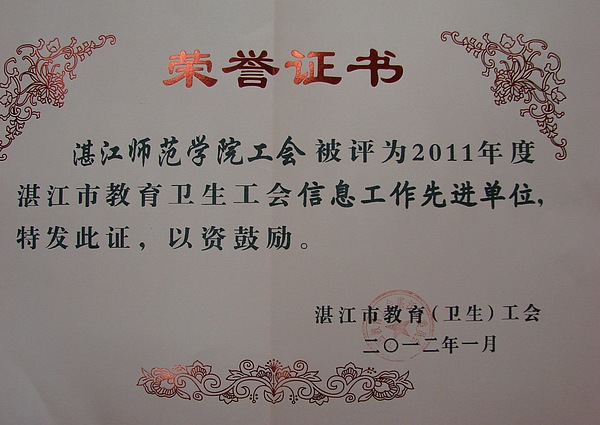 荣誉证书
湛江师范学院工会被评为2011年度
湛江市教育卫生工会信息工作先进单位,
特发此证，以资鼓励。
湛江市教育(卫生)工会
二〇一二年一月